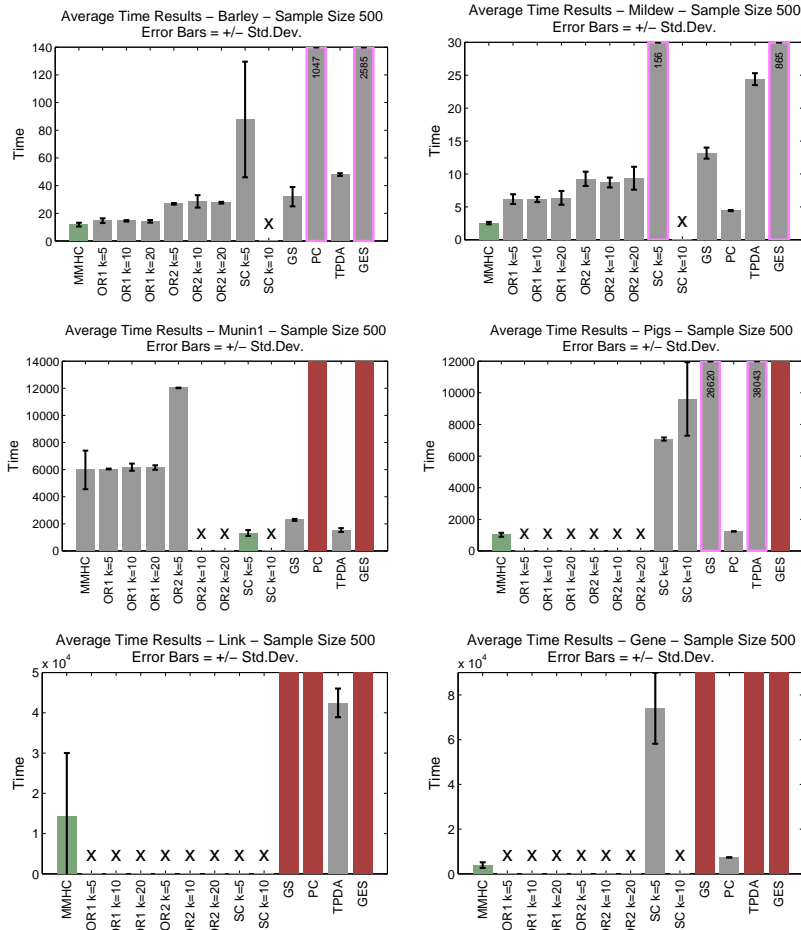 Average Time Results − Barley − Sample Size 500
Error Bars = +/− Std.Dev.
140
120
100
80
60
40
20
0
Time
1047
2585
X
MMHC
OR1 k=5
OR1 k=10
OR1 k=20
OR2 k=5
OR2 k=10
OR2 k=20
SC k=5
SC k=10
GS
PC
TPDA
GES
Average Time Results − Mildew − Sample Size 500
Error Bars = +/− Std.Dev.
30
25
20
15
10
5
0
Time
156
865
X
MMHC
OR1 k=5
OR1 k=10
OR1 k=20
OR2 k=5
OR2 k=10
OR2 k=20
SC k=5
SC k=10
GS
PC
TPDA
GES
Average Time Results − Munin1 − Sample Size 500
Error Bars = +/− Std.Dev.
14000
12000
10000
8000
6000
4000
2000
0
Time
X X X
MMHC
OR1 k=5
OR1 k=10
OR1 k=20
OR2 k=5
OR2 k=10
OR2 k=20
SC k=5
SC k=10
GS
PC
TPDA
GES
Average Time Results − Pigs − Sample Size 500
Error Bars = +/− Std.Dev.
12000
10000
8000
6000
4000
2000
0
Time
26620
38043
X X X X X X
MMHC
OR1 k=5
OR1 k=10
OR1 k=20
OR2 k=5
OR2 k=10
OR2 k=20
SC k=5
SC k=10
GS
PC
TPDA
GES
Average Time Results − Link − Sample Size 500
Error Bars = +/− Std.Dev.
x 10⁴
5
4
3
2
1
0
Time
X X X X X X X X
MMHC
OR1 k=5
OR1 k=10
OR1 k=20
OR2 k=5
OR2 k=10
OR2 k=20
SC k=5
SC k=10
GS
PC
TPDA
GES
Average Time Results − Gene − Sample Size 500
Error Bars = +/− Std.Dev.
x 10⁴
8
6
4
2
0
Time
X X X X X X X
MMHC
OR1 k=5
OR1 k=10
OR1 k=20
OR2 k=5
OR2 k=10
OR2 k=20
SC k=5
SC k=10
GS
PC
TPDA
GES